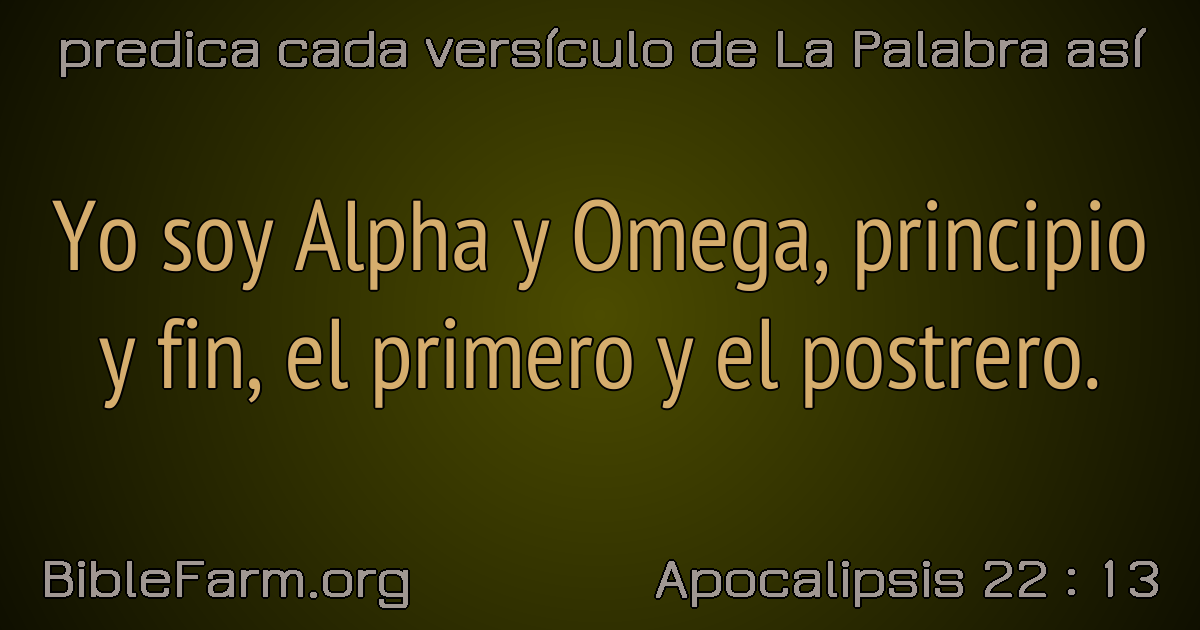 predica cada versículo de La Palabra así
Yo soy Alpha y Omega, principio
y fin, el primero y el postrero.
BibleFarm.org
Apocalipsis 22 : 13